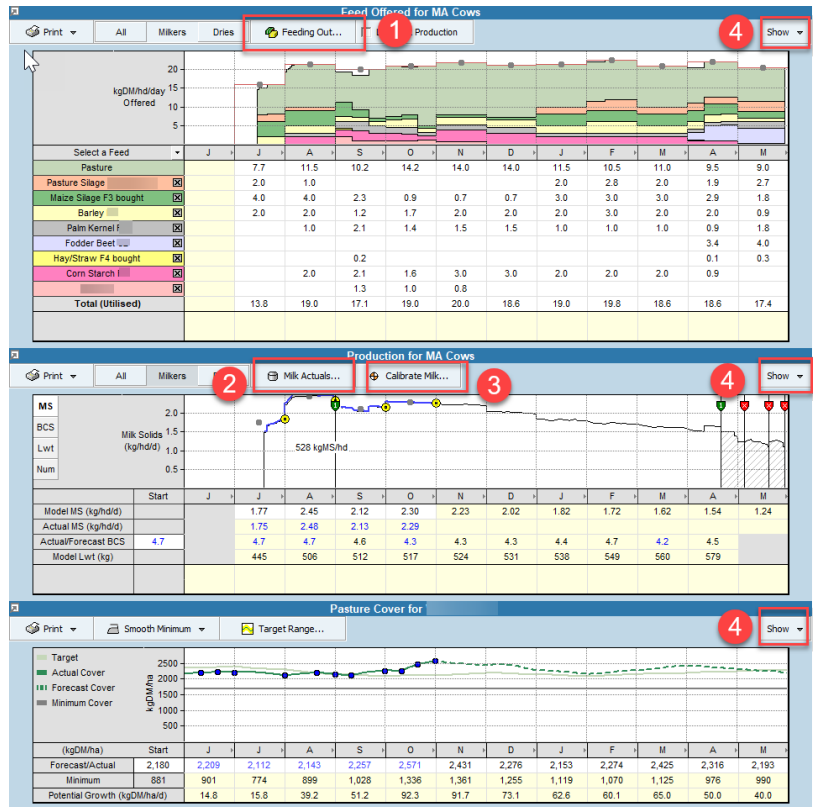 Feed Offered for MA Cows
Print All Milkers Dries Feeding Out... Production Show
1
4
kgDM/hd/day
Offered
20
15
10
5
Select a Feed J J A S O N D J F M A M
Pasture 7.7 11.5 10.2 14.2 14.0 14.0 11.5 10.5 11.0 9.5 9.0
Pasture Silage 2.0 1.0 2.0 2.8 2.0 1.9 2.7
Maize Silage F3 bought 4.0 4.0 2.3 0.9 0.7 0.7 3.0 3.0 3.0 2.9 1.8
Barley 2.0 2.0 1.2 1.7 2.0 2.0 2.0 3.0 2.0 2.0 0.9
Palm Kernel 1.0 2.1 1.4 1.5 1.5 1.0 1.0 1.0 0.9 1.8
Fodder Beet 3.4 4.0
Hay/Straw F4 bought 0.2 0.1 0.3
Corn Starch 2.0 2.1 1.6 3.0 3.0 2.0 2.0 2.0 0.9
1.3 1.0 0.8
Total (Utilised) 13.8 19.0 17.1 19.0 20.0 18.6 19.0 19.8 18.6 18.6 17.4
Production for MA Cows
Print All Milkers Milk Actuals... Calibrate Milk... Show
2
3
4
MS
BCS
Lwt
Num
Milk Solids
(kg/hd/d)
2.0
1.5
1.0
0.5
528 kgMS/hd
1
Start J J A S O N D J F M A M
Model MS (kg/hd/d) 1.77 2.45 2.12 2.30 2.23 2.02 1.82 1.72 1.62 1.54 1.24
Actual MS (kg/hd/d) 1.75 2.48 2.13 2.29
Actual/Forecast BCS 4.7 4.7 4.7 4.6 4.3 4.3 4.3 4.4 4.7 4.2 4.5
Model Lwt (kg) 445 506 512 517 524 531 538 549 560 579
Pasture Cover for
Print Smooth Minimum Target Range... Show
4
Target
Actual Cover
Forecast Cover
Minimum Cover
kgDM/ha
2500
2000
1500
1000
500
(kgDM/ha) Start J J A S O N D J F M A M
Forecast/Actual 2,180 2,209 2,112 2,143 2,257 2,571 2,431 2,276 2,153 2,274 2,425 2,316 2,193
Minimum 881 901 774 899 1,028 1,336 1,361 1,255 1,119 1,070 1,125 976 990
Potential Growth (kgDM/ha/d) 14.8 15.8 39.2 51.2 92.3 91.7 73.1 62.6 60.1 65.0 50.0 40.0